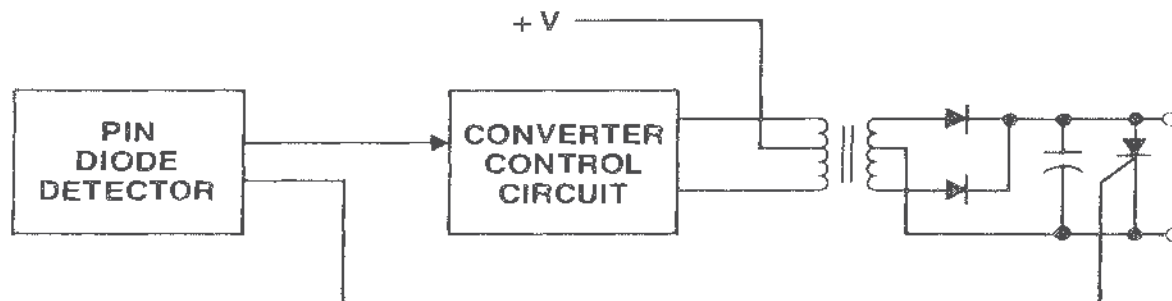 + V
PIN
DIODE
DETECTOR
CONVERTER
CONTROL
CIRCUIT